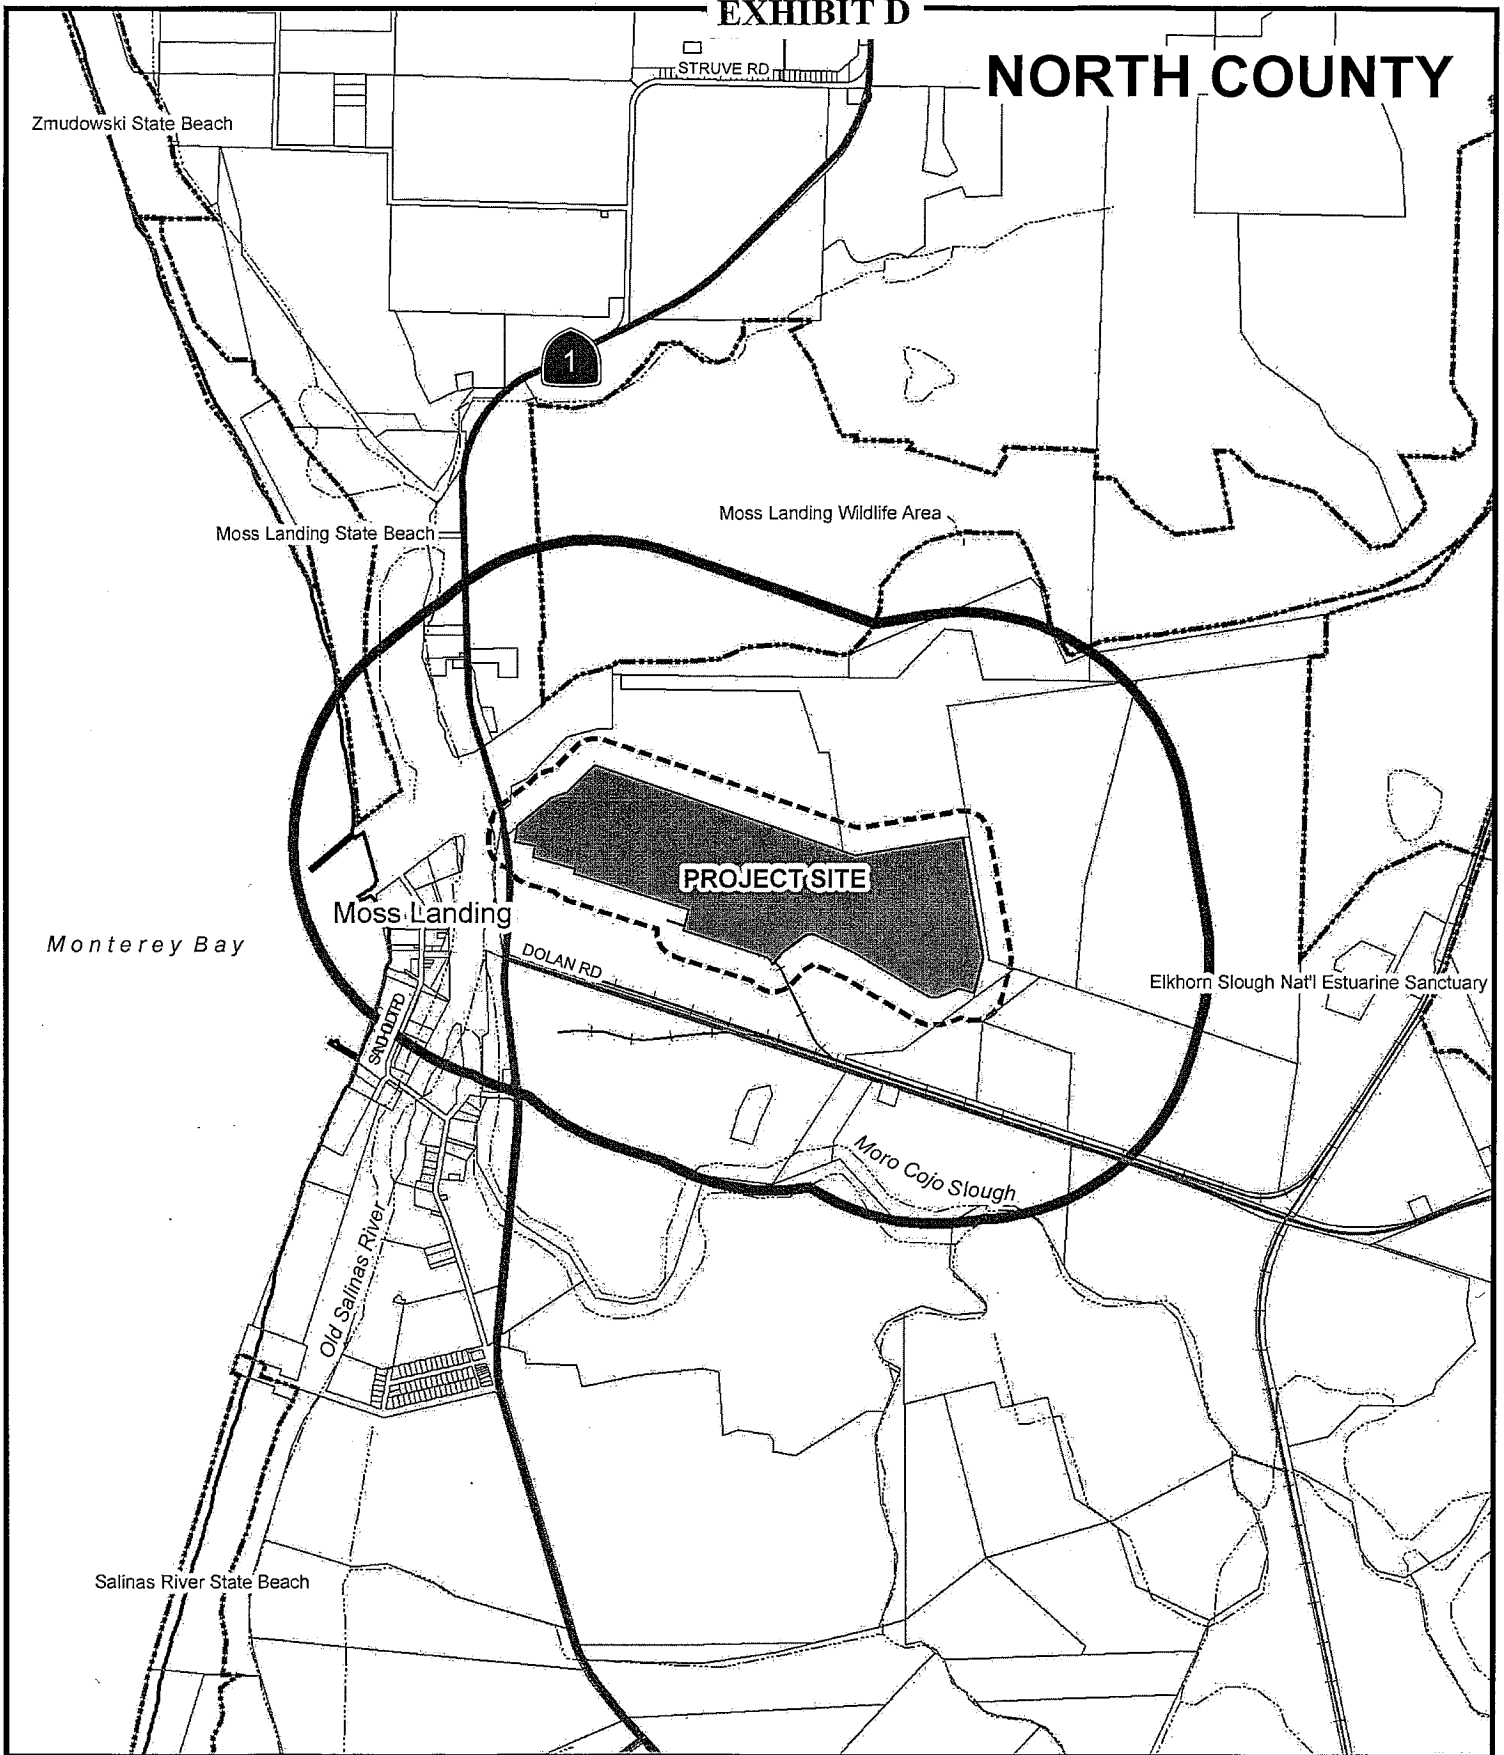 EXHIBIT D
NORTH COUNTY
STRUVE RD
Zmudowski State Beach
1
Moss Landing State Beach
Moss Landing Wildlife Area
PROJECT SITE
Moss Landing
Monterey Bay
DOLAN RD
Elkhorn Slough Nat'l Estuarine Sanctuary
SANDHOLDT RD
Moro Cojo Slough
Old Salinas River
Salinas River State Beach